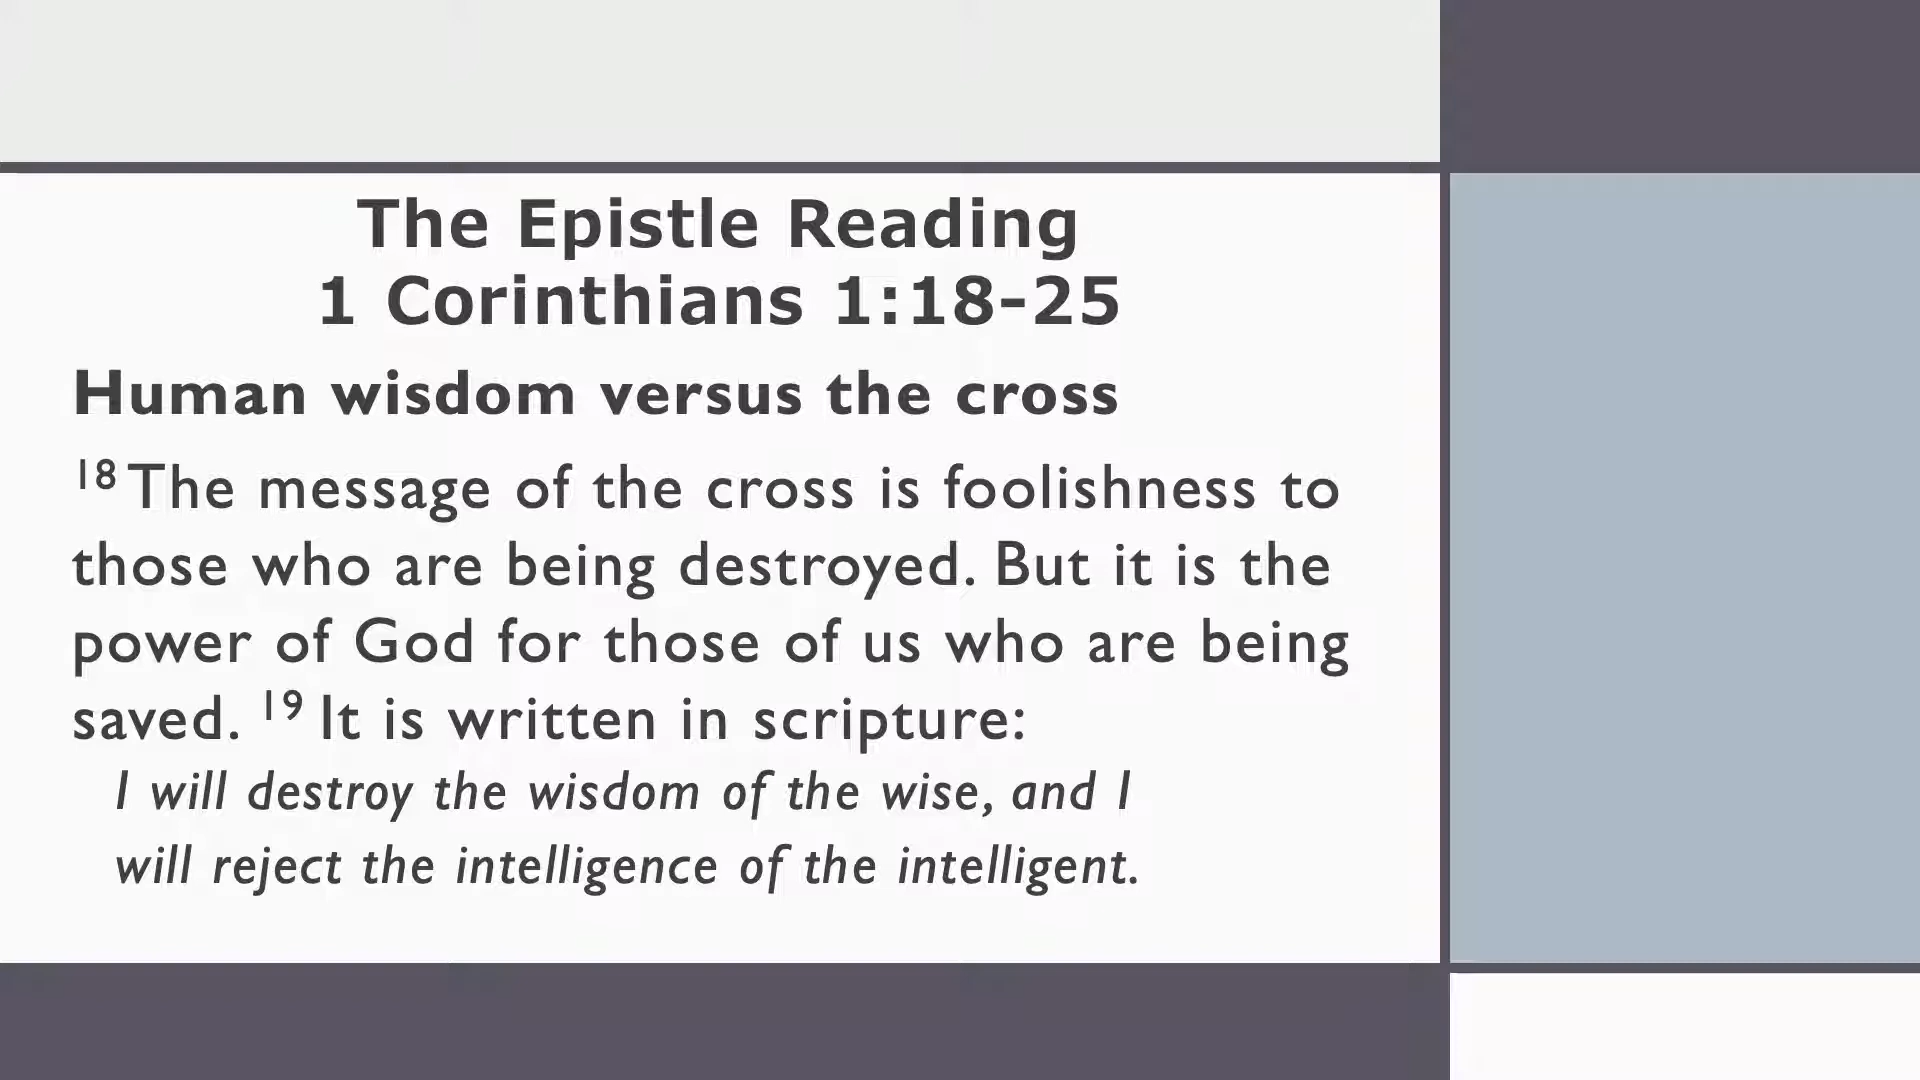 The Epistle Reading
1 Corinthians 1:18-25
Human wisdom versus the cross
18 The message of the cross is foolishness to
those who are being destroyed. But it is the
power of God for those of us who are being
saved. 19 It is written in scripture:
I will destroy the wisdom of the wise, and I
will reject the intelligence of the intelligent.